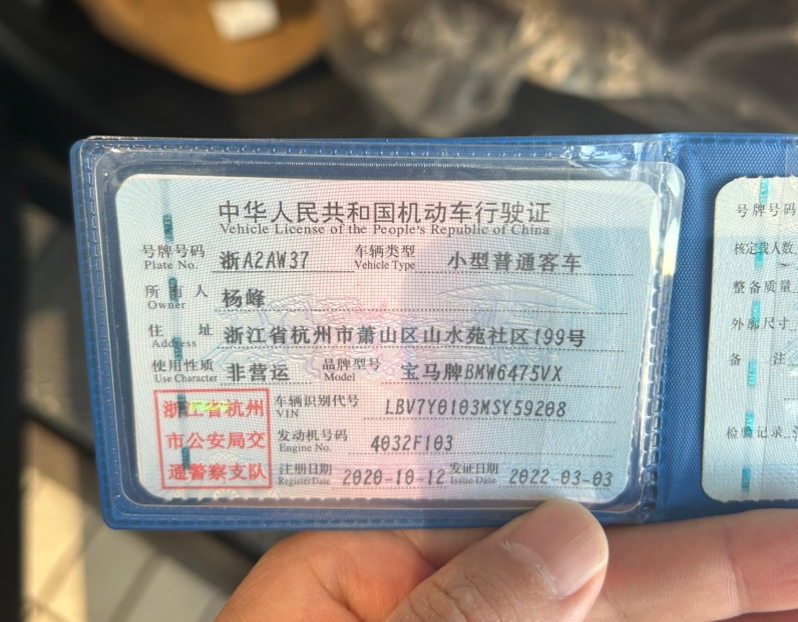 中华人民共和国机动车行驶证
Vehicle License of the People's Republic of China
号牌号码 浙A2AW37 车辆类型 小型普通客车
Plate No. Vehicle Type
所有人 杨峰
Owner
住址 浙江省杭州市萧山区山水苑社区199号
Address
使用性质 非营运 品牌型号 宝马牌BMW6475VX
Use Character Model
浙江省杭州
市公安局交
通警察支队
车辆识别代号 LBV7Y0103MSY59208
VIN
发动机号码 4032F103
Engine No.
注册日期 2020-10-12 发证日期 2022-03-03
Register Date Issue Date
号牌号码
核定载人数
整备质量
外廓尺寸
备注
检验记录